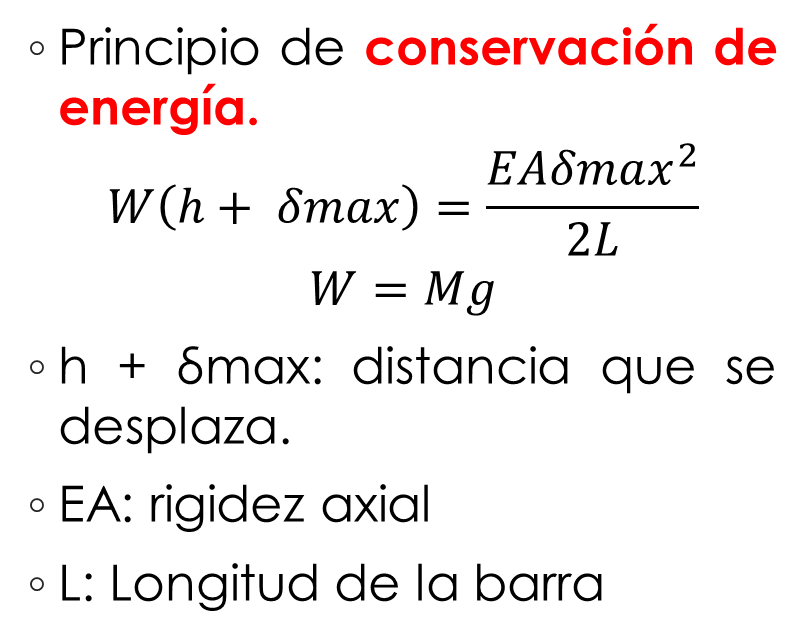 ◦ Principio de conservación de
energía.
W(h + δmax) = EAδmax² / 2L
W = Mg
◦ h + δmax: distancia que se
desplaza.
◦ EA: rigidez axial
◦ L: Longitud de la barra